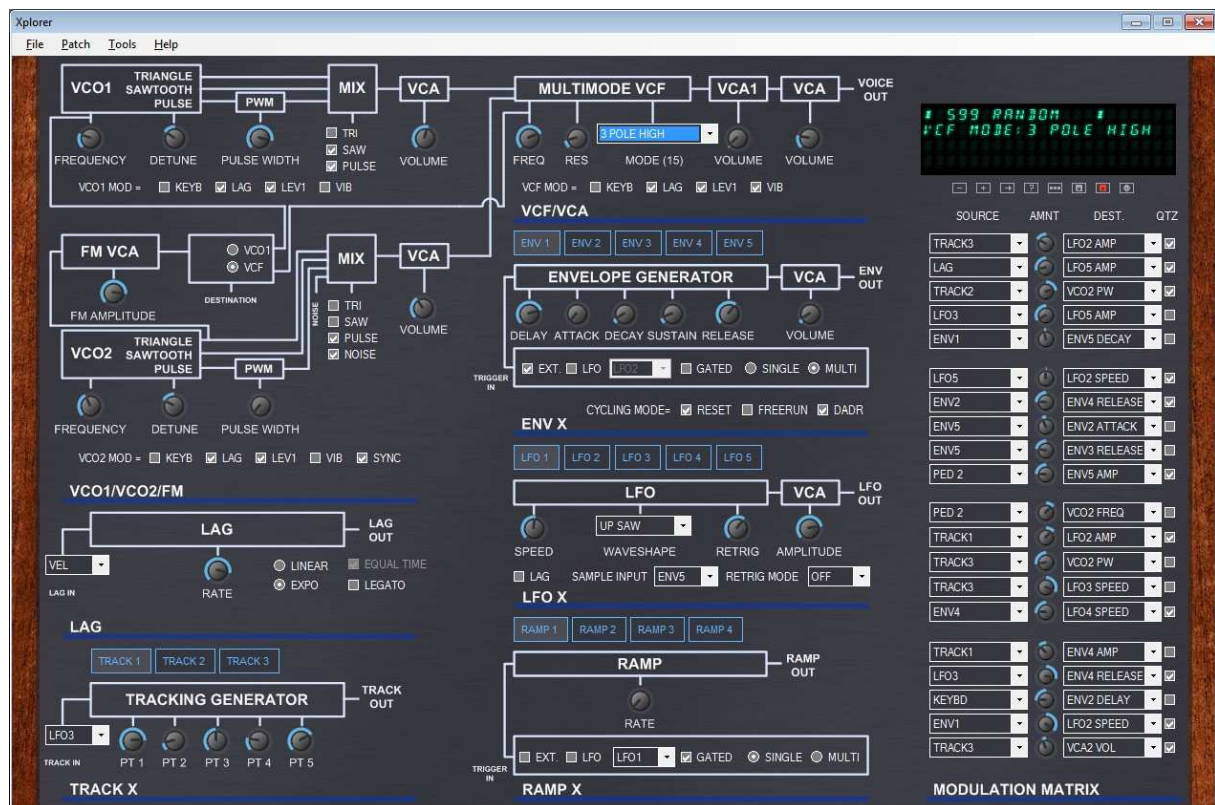 Xplorer
File Patch Tools Help
VCO1 TRIANGLE SAWTOOTH PULSE
PWM
MIX
VCA
TRI
SAW
PULSE
FREQUENCY DETUNE PULSE WIDTH VOLUME
VCO1 MOD = KEYB LAG LEV1 VIB
FM VCA
VCO1
VCF
DESTINATION
FM AMPLITUDE
MIX
VCA
NOISE
TRI
SAW
PULSE
NOISE
VOLUME
VCO2 TRIANGLE SAWTOOTH PULSE
PWM
FREQUENCY DETUNE PULSE WIDTH
VCO2 MOD = KEYB LAG LEV1 VIB SYNC
VCO1/VCO2/FM
LAG
LAG OUT
VEL
LAG IN
RATE
LINEAR EQUAL TIME
EXPO LEGATO
LAG
TRACK 1 TRACK 2 TRACK 3
TRACKING GENERATOR
TRACK OUT
LFO3
TRACK IN
PT 1 PT 2 PT 3 PT 4 PT 5
TRACK X
MULTIMODE VCF VCA1 VCA VOICE OUT
3 POLE HIGH
FREQ RES MODE (15) VOLUME VOLUME
VCF MOD = KEYB LAG LEV1 VIB
VCF/VCA
ENV 1 ENV 2 ENV 3 ENV 4 ENV 5
ENVELOPE GENERATOR VCA ENV OUT
DELAY ATTACK DECAY SUSTAIN RELEASE VOLUME
TRIGGER IN
EXT. LFO LFO2 GATED SINGLE MULTI
CYCLING MODE= RESET FREERUN DADR
ENV X
LFO 1 LFO 2 LFO 3 LFO 4 LFO 5
LFO VCA LFO OUT
UP SAW
SPEED WAVESHAPE RETRIG AMPLITUDE
LAG SAMPLE INPUT ENV5 RETRIG MODE OFF
LFO X
RAMP 1 RAMP 2 RAMP 3 RAMP 4
RAMP
RAMP OUT
RATE
TRIGGER IN
EXT. LFO LFO1 GATED SINGLE MULTI
RAMP X
599 RANDOM
VCF MODE:3 POLE HIGH
SOURCE AMNT DEST. QTZ
TRACK3 LFO2 AMP
LAG LFO5 AMP
TRACK2 VCO2 PW
LFO3 LFO5 AMP
ENV1 ENV5 DECAY
LFO5 LFO2 SPEED
ENV2 ENV4 RELEASE
ENV5 ENV2 ATTACK
ENV5 ENV3 RELEASE
PED 2 ENV5 AMP
PED 2 VCO2 FREQ
TRACK1 LFO2 AMP
TRACK3 VCO2 PW
TRACK3 LFO3 SPEED
ENV4 LFO4 SPEED
TRACK1 ENV4 AMP
LFO3 ENV4 RELEASE
KEYBD ENV2 DELAY
ENV1 LFO2 SPEED
TRACK3 VCA2 VOL
MODULATION MATRIX